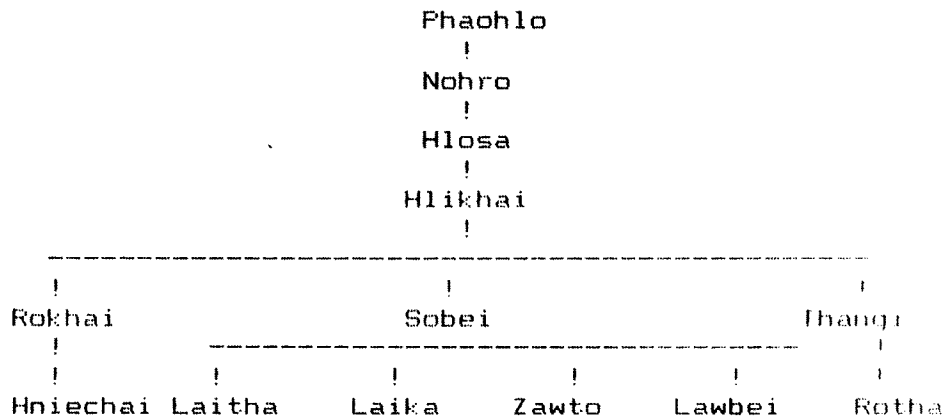 Phaohlo
!
Nohro
!
Hlosa
!
Hlikhai
!
! ! !
Rokhai Sobei Thangi
! !
! ! ! ! ! !
Hniechai Laitha Laika Zawto Lawbei Rotha